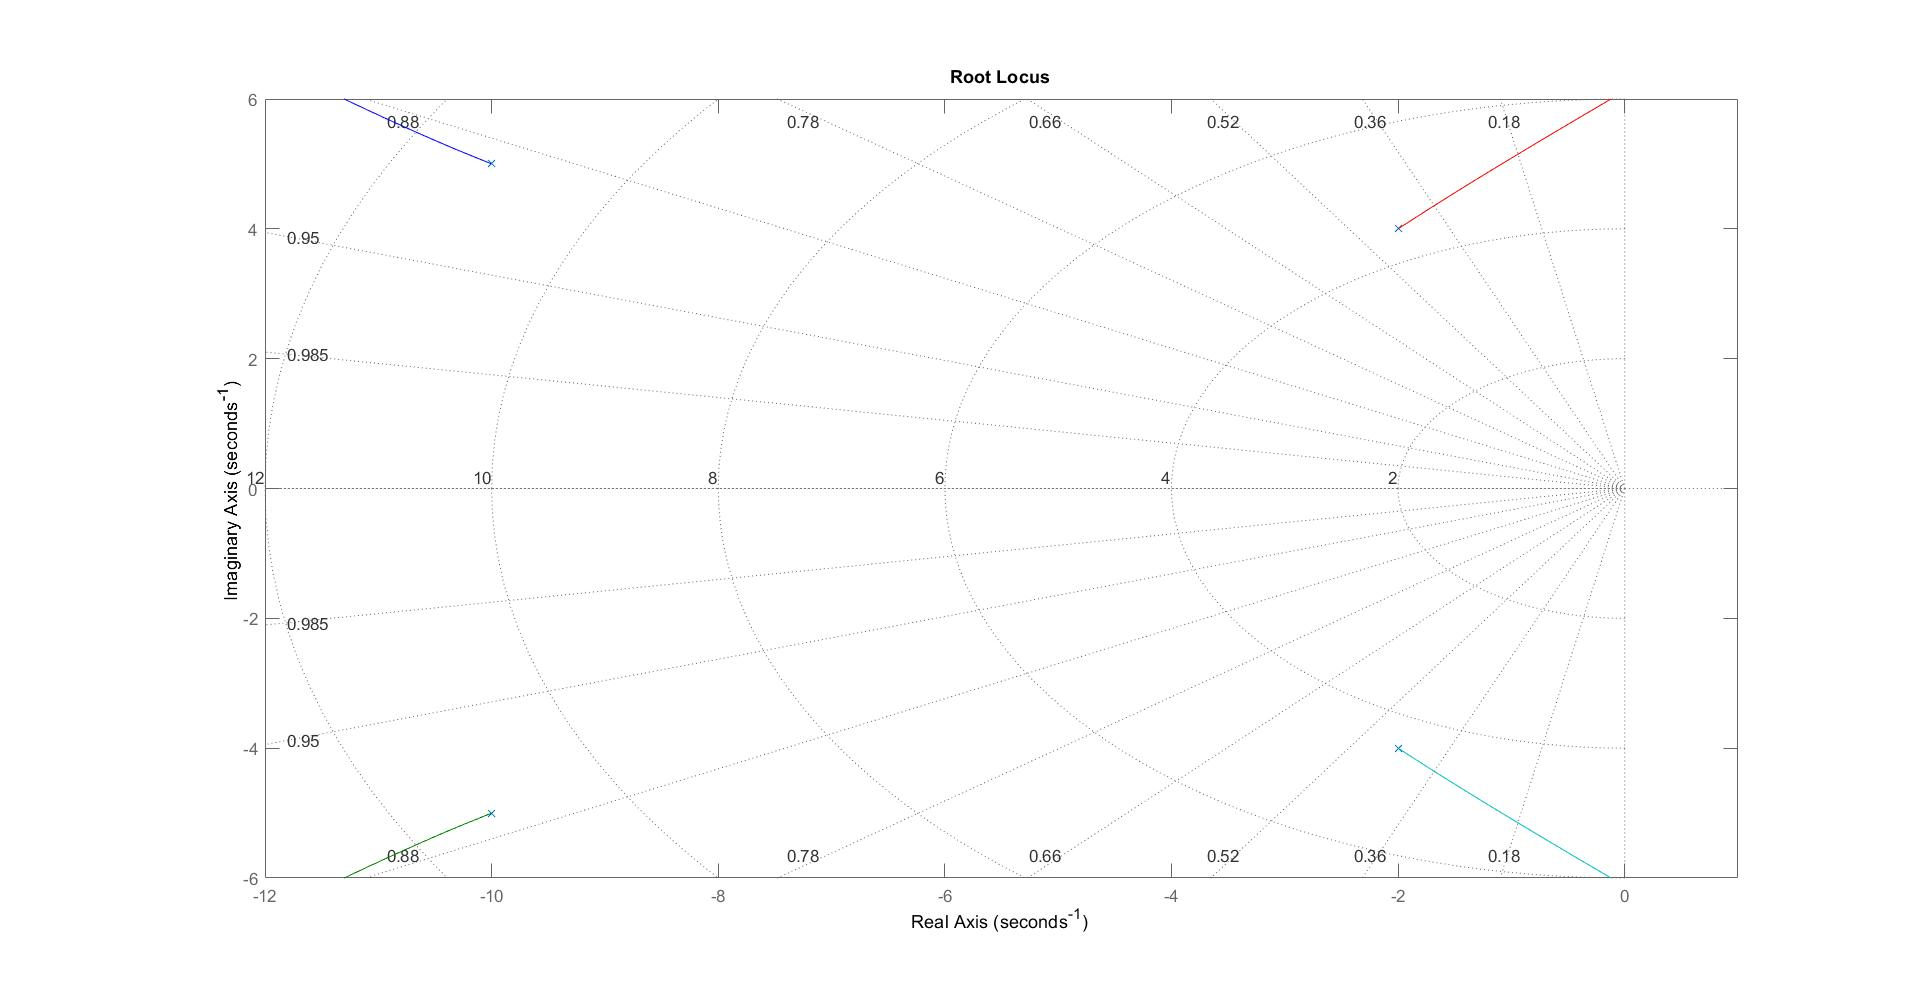 Root Locus
6
0.88 0.78 0.66 0.52 0.36 0.18
4 0.95
2 0.985
Imaginary Axis (seconds-1)
12 10 8 6 4 2
0
-2 0.985
-4 0.95
0.88 0.78 0.66 0.52 0.36 0.18
-6
-12 -10 -8 -6 -4 -2 0
Real Axis (seconds-1)